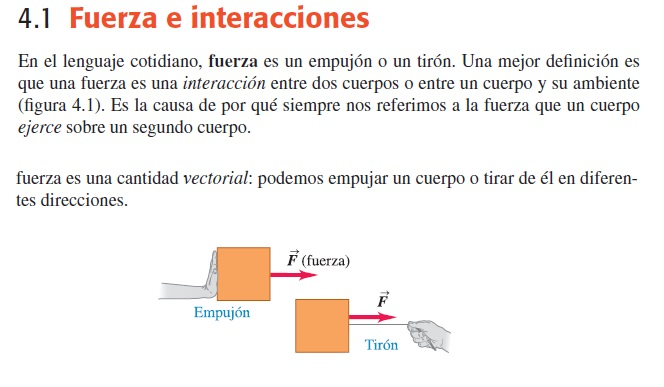 4.1 Fuerza e interacciones
En el lenguaje cotidiano, fuerza es un empujón o un tirón. Una mejor definición es
que una fuerza es una interacción entre dos cuerpos o entre un cuerpo y su ambiente
(figura 4.1). Es la causa de por qué siempre nos referimos a la fuerza que un cuerpo
ejerce sobre un segundo cuerpo.
fuerza es una cantidad vectorial: podemos empujar un cuerpo o tirar de él en diferen-
tes direcciones.
F⃗ (fuerza)
Empujón
F⃗
Tirón